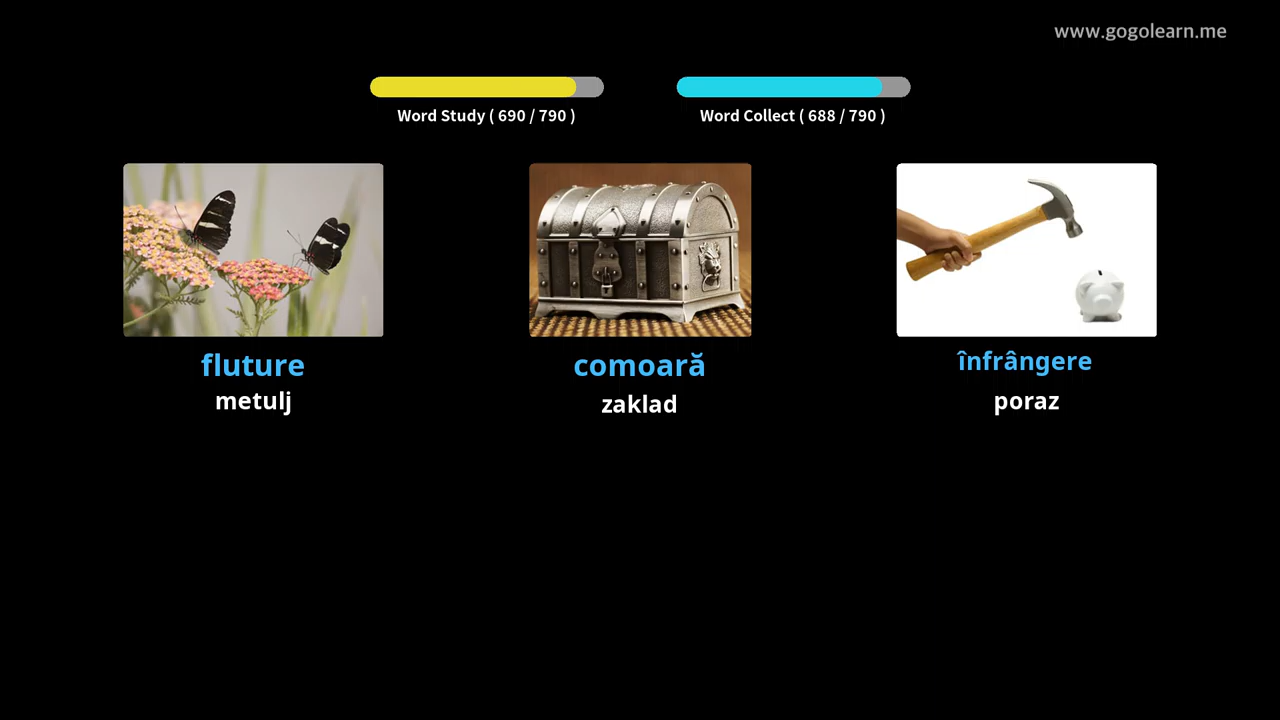 www.gogolearn.me
Word Study ( 690 / 790 )
Word Collect ( 688 / 790 )
fluture
metulj
comoară
zaklad
înfrângere
poraz